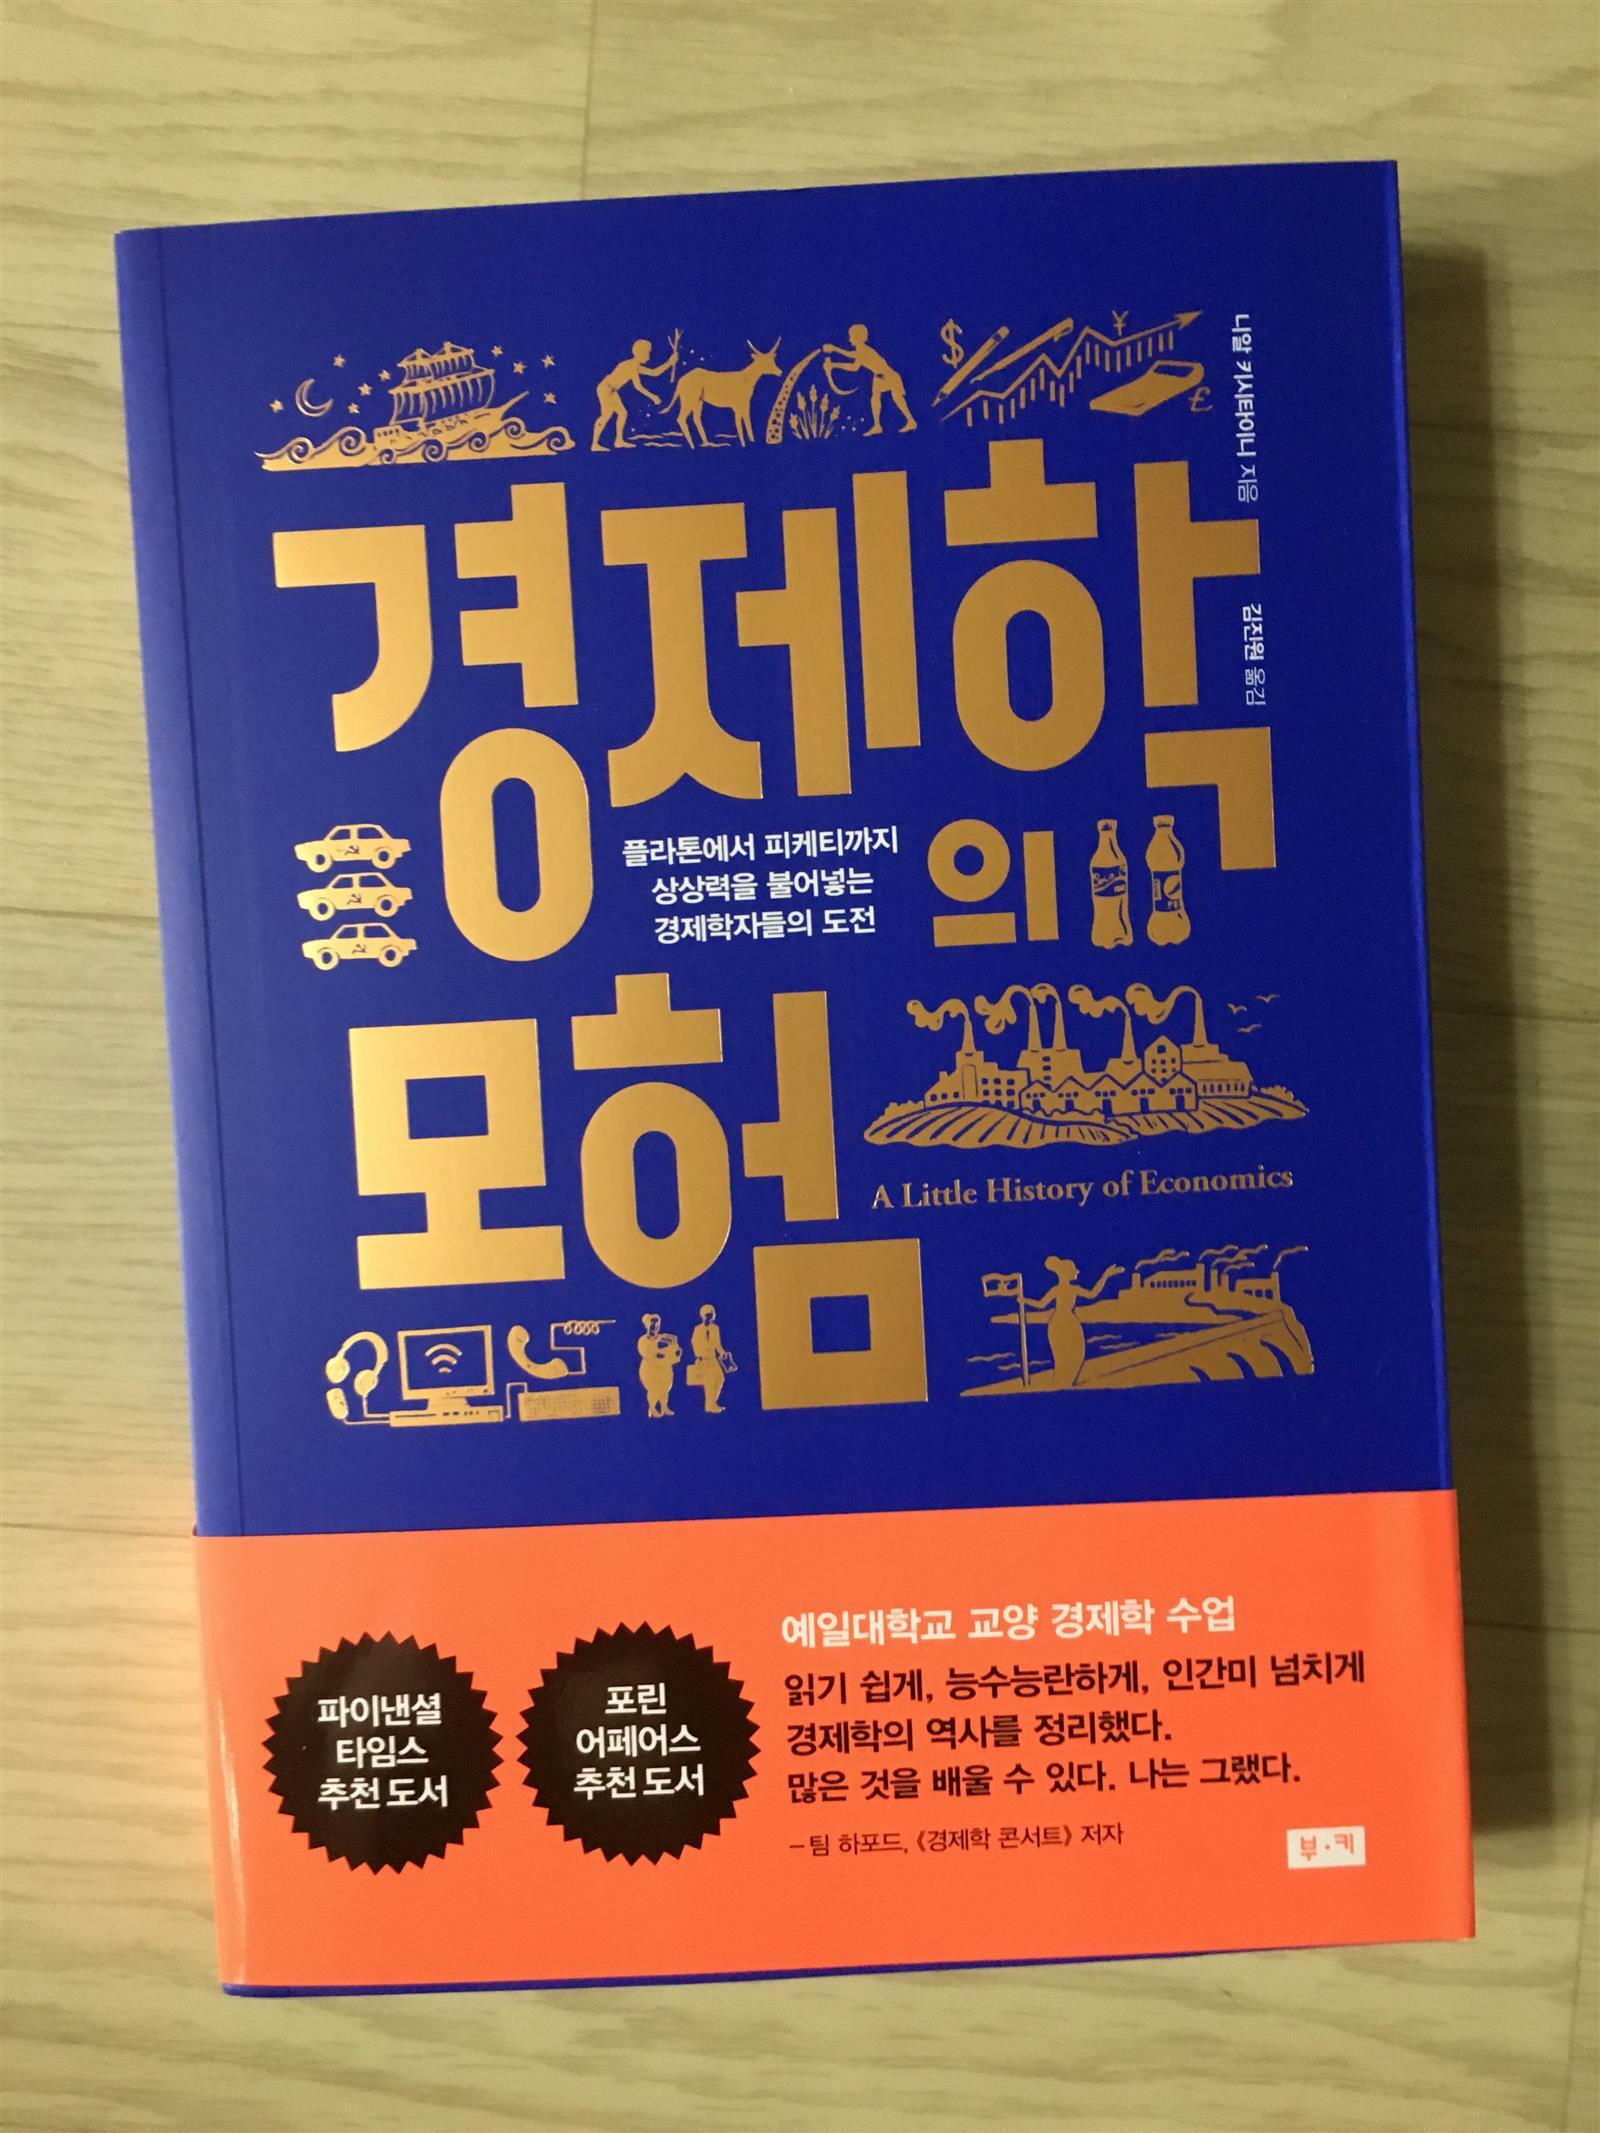 니알 키시타이니 지음
김진원 옮김
경제학
의
플라톤에서 피케티까지
상상력을 불어넣는
경제학자들의 도전
모험
A Little History of Economics
파이낸셜
타임스
추천 도서
포린
어페어스
추천 도서
예일대학교 교양 경제학 수업
읽기 쉽게, 능수능란하게, 인간미 넘치게
경제학의 역사를 정리했다.
많은 것을 배울 수 있다. 나는 그랬다.
– 팀 하포드, 《경제학 콘서트》 저자
부·키